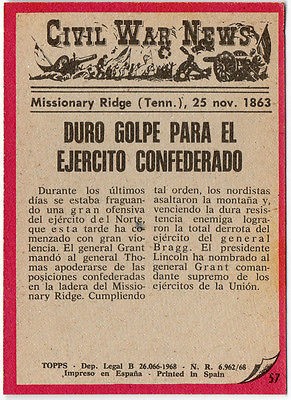 CIVIL WAR NEWS
Missionary Ridge (Tenn.), 25 nov. 1863
DURO GOLPE PARA EL
EJERCITO CONFEDERADO
Durante los últimos
días se estaba fraguan-
do una gran ofensiva
del ejército del Norte,
que esta tarde ha co-
menzado con gran vio-
lencia. El general Grant
mandó al general Tho-
mas apoderarse de las
posiciones confederadas
en la ladera del Missio-
nary Ridge. Cumpliendo
tal orden, los nordistas
asaltaron la montaña y,
venciendo la dura resis-
tencia enemiga logra-
ron la total derrota del
ejército del general
Bragg. El presidente
Lincoln ha nombrado al
general Grant coman-
dante supremo de los
ejércitos de la Unión.
TOPPS - Dep. Legal B 26.066-1968 - N. R. 6.962/68
Impreso en España - Printed in Spain
57